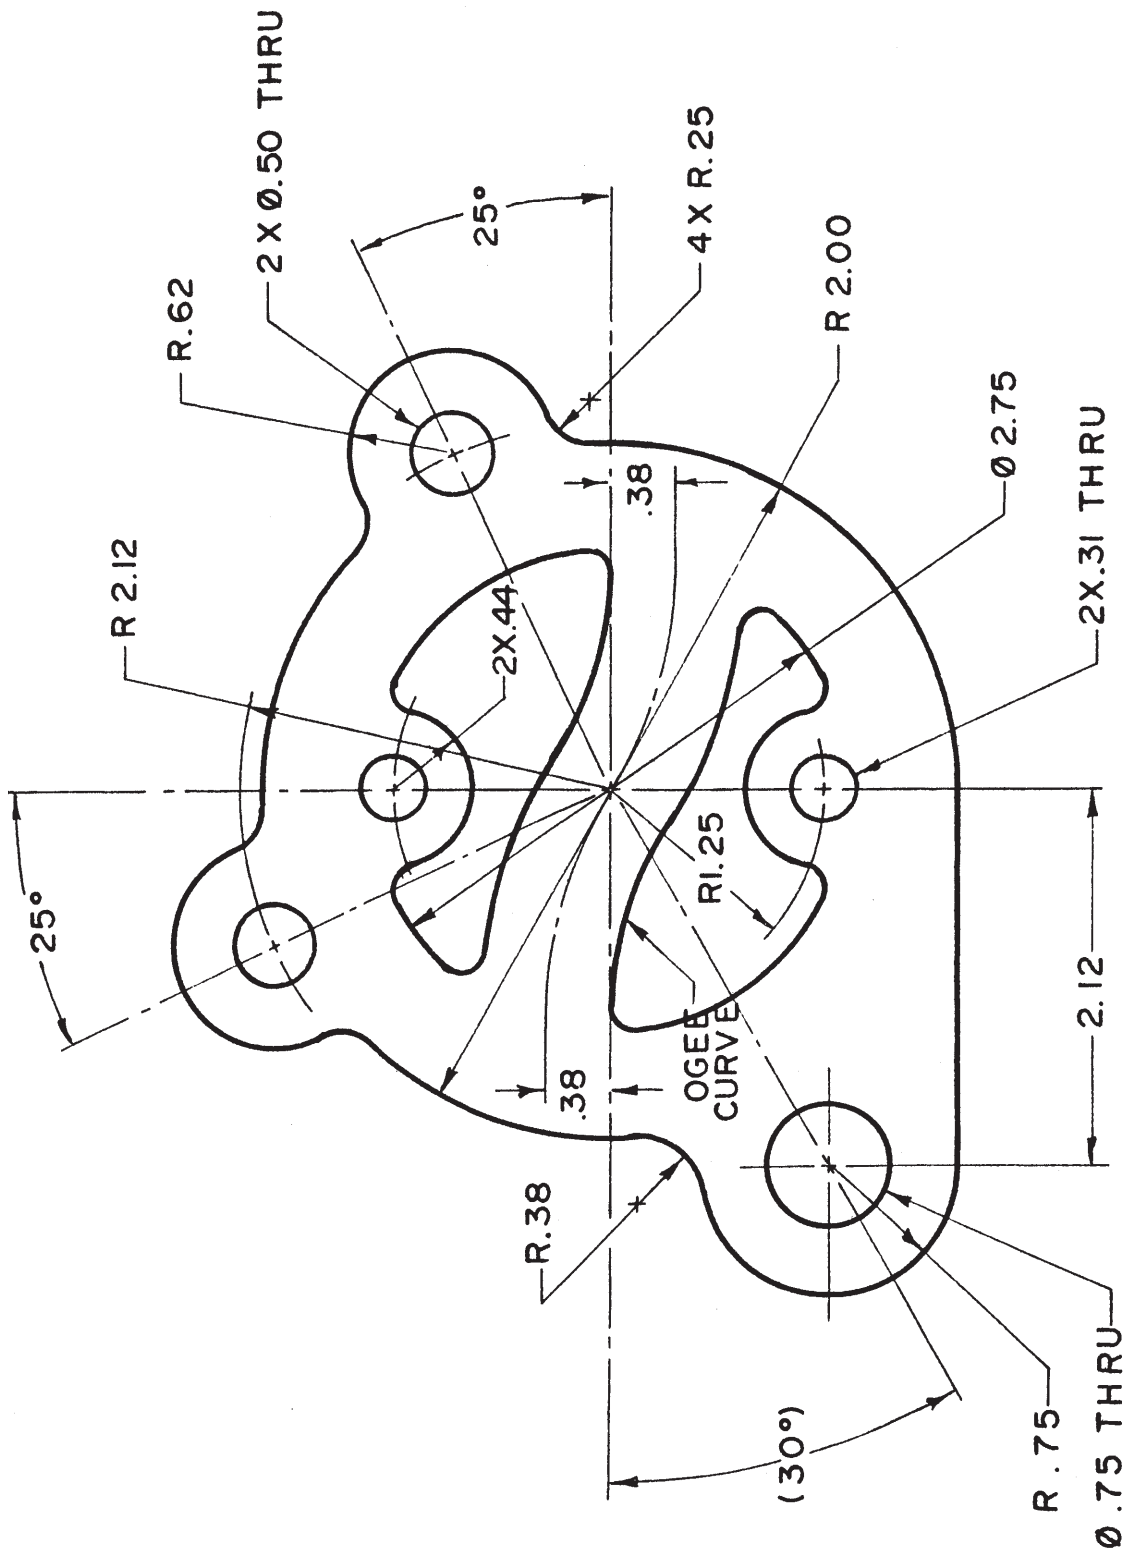 25°
R 2.12
R.62
2 X Ø.50 THRU
25°
2X.44
R.38
.38
.38
OGEE
CURVE
R1.25
4 X R.25
(30°)
R 2.00
Ø 2.75
R .75
2.12
2X.31 THRU
Ø .75 THRU